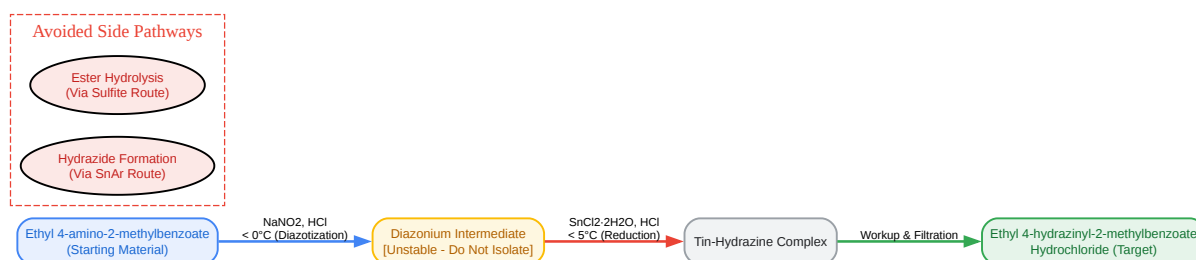 Avoided Side Pathways
Ester Hydrolysis
(Via Sulfite Route)
Hydrazide Formation
(Via SnAr Route)
Ethyl 4-amino-2-methylbenzoate
(Starting Material)
NaNO2, HCl
< 0°C (Diazotization)
Diazonium Intermediate
[Unstable - Do Not Isolate]
SnCl2·2H2O, HCl
< 5°C (Reduction)
Tin-Hydrazine Complex
Workup & Filtration
Ethyl 4-hydrazinyl-2-methylbenzoate
Hydrochloride (Target)